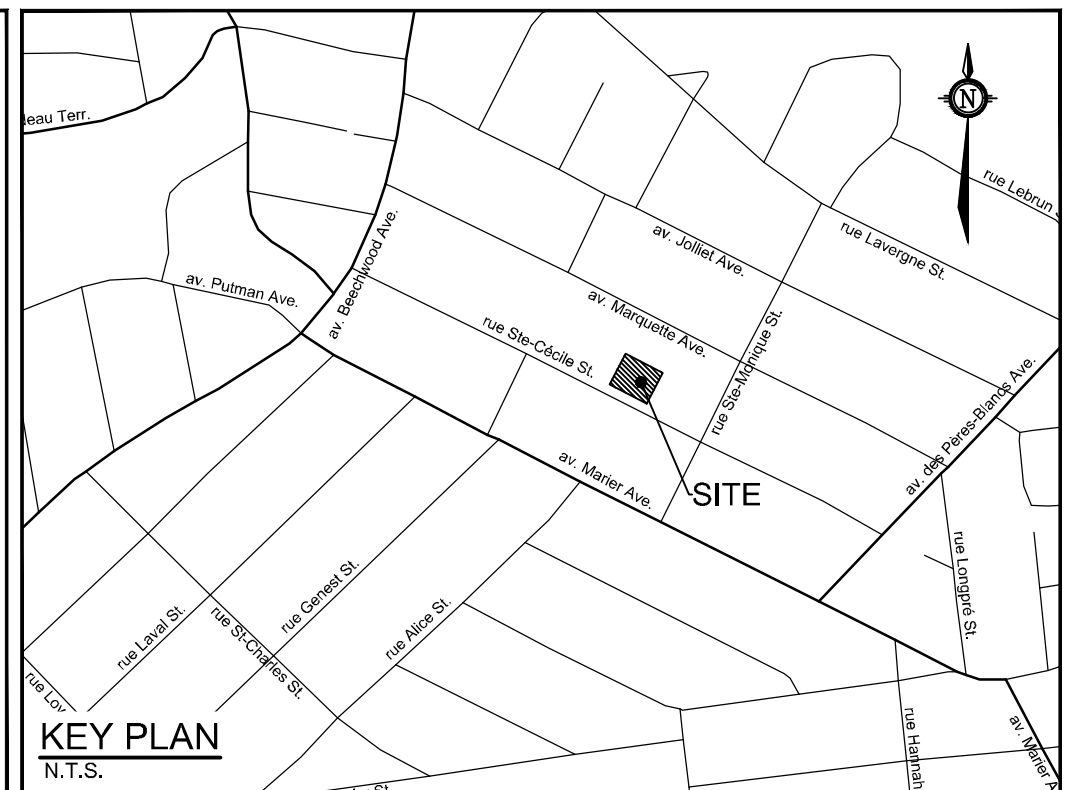 eau Terr.
N
rue Lebrun
rue Lavergne St.
av. Jolliet Ave.
av. Beechwood Ave.
av. Putman Ave.
av. Marquette Ave.
rue Ste-Cécile St.
rue Ste-Monique St.
av. des Pères-Blancs Ave.
av. Marier Ave.
SITE
rue Longpré St.
rue Genest St.
rue Alice St.
rue Laval St.
rue St-Charles St.
rue Lov
rue Hannah
av. Marier A
KEY PLAN
N.T.S.
St.